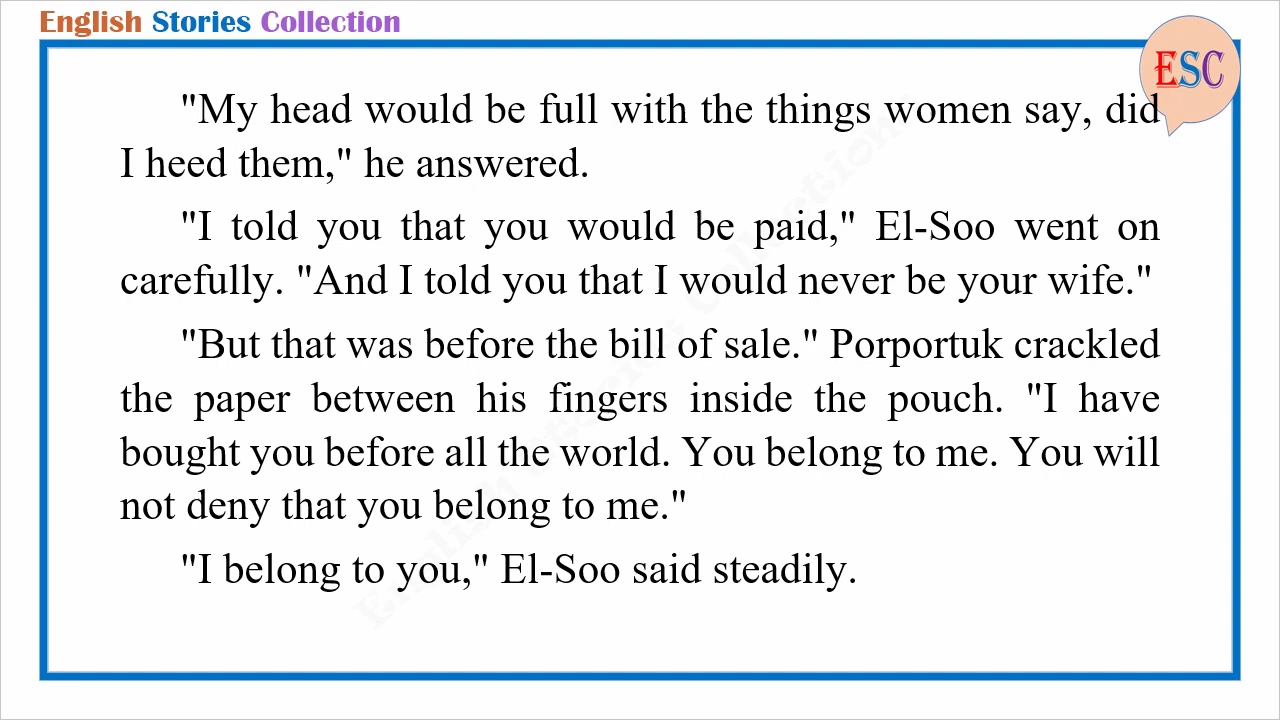 English Stories Collection
ESC
"My head would be full with the things women say, did
I heed them," he answered.
"I told you that you would be paid," El-Soo went on
carefully. "And I told you that I would never be your wife."
"But that was before the bill of sale." Porportuk crackled
the paper between his fingers inside the pouch. "I have
bought you before all the world. You belong to me. You will
not deny that you belong to me."
"I belong to you," El-Soo said steadily.
English Stories Collection